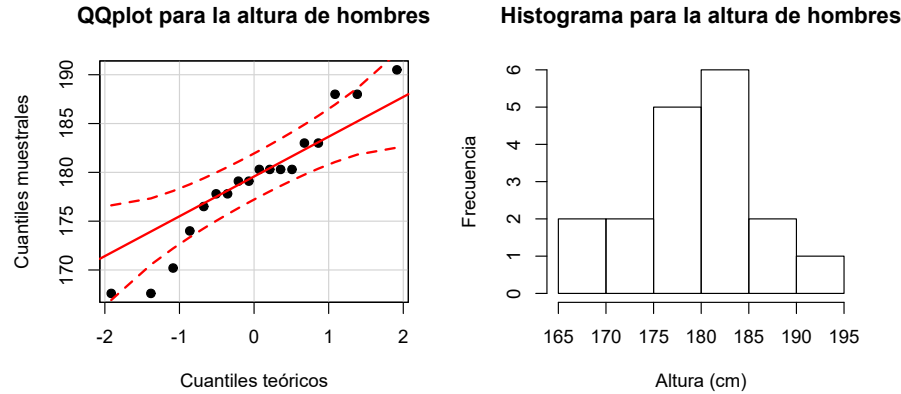 QQplot para la altura de hombres
Cuantiles muestrales
190
185
180
175
170
-2 -1 0 1 2
Cuantiles teóricos
Histograma para la altura de hombres
Frecuencia
6
5
4
3
2
1
0
165 170 175 180 185 190 195
Altura (cm)